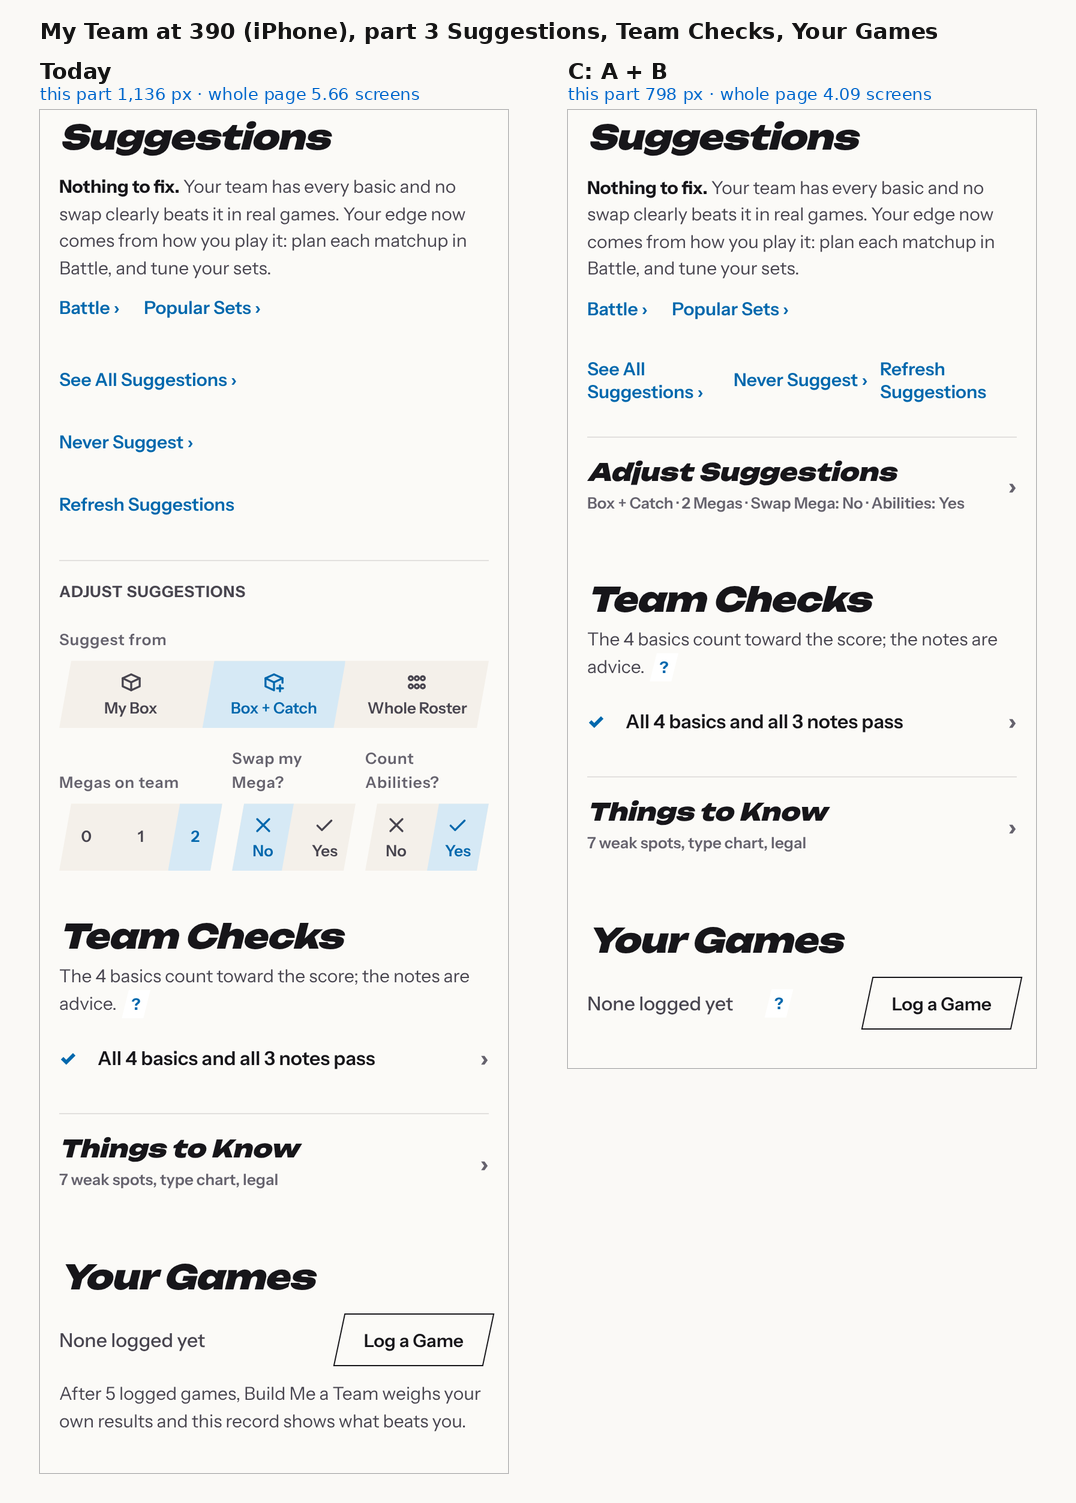 My Team at 390 (iPhone), part 3 Suggestions, Team Checks, Your Games
Today
this part 1,136 px · whole page 5.66 screens
Suggestions
Nothing to fix. Your team has every basic and no
swap clearly beats it in real games. Your edge now
comes from how you play it: plan each matchup in
Battle, and tune your sets.
Battle › Popular Sets ›
See All Suggestions ›
Never Suggest ›
Refresh Suggestions
ADJUST SUGGESTIONS
Suggest from
My Box Box + Catch Whole Roster
Megas on team
Swap my
Mega?
Count
Abilities?
0 1 2
No Yes
No Yes
Team Checks
The 4 basics count toward the score; the notes are
advice. ?
All 4 basics and all 3 notes pass ›
Things to Know ›
7 weak spots, type chart, legal
Your Games
None logged yet Log a Game
After 5 logged games, Build Me a Team weighs your
own results and this record shows what beats you.
C: A + B
this part 798 px · whole page 4.09 screens
Suggestions
Nothing to fix. Your team has every basic and no
swap clearly beats it in real games. Your edge now
comes from how you play it: plan each matchup in
Battle, and tune your sets.
Battle › Popular Sets ›
See All
Suggestions ›
Never Suggest ›
Refresh
Suggestions
Adjust Suggestions ›
Box + Catch · 2 Megas · Swap Mega: No · Abilities: Yes
Team Checks
The 4 basics count toward the score; the notes are
advice. ?
All 4 basics and all 3 notes pass ›
Things to Know ›
7 weak spots, type chart, legal
Your Games
None logged yet ? Log a Game